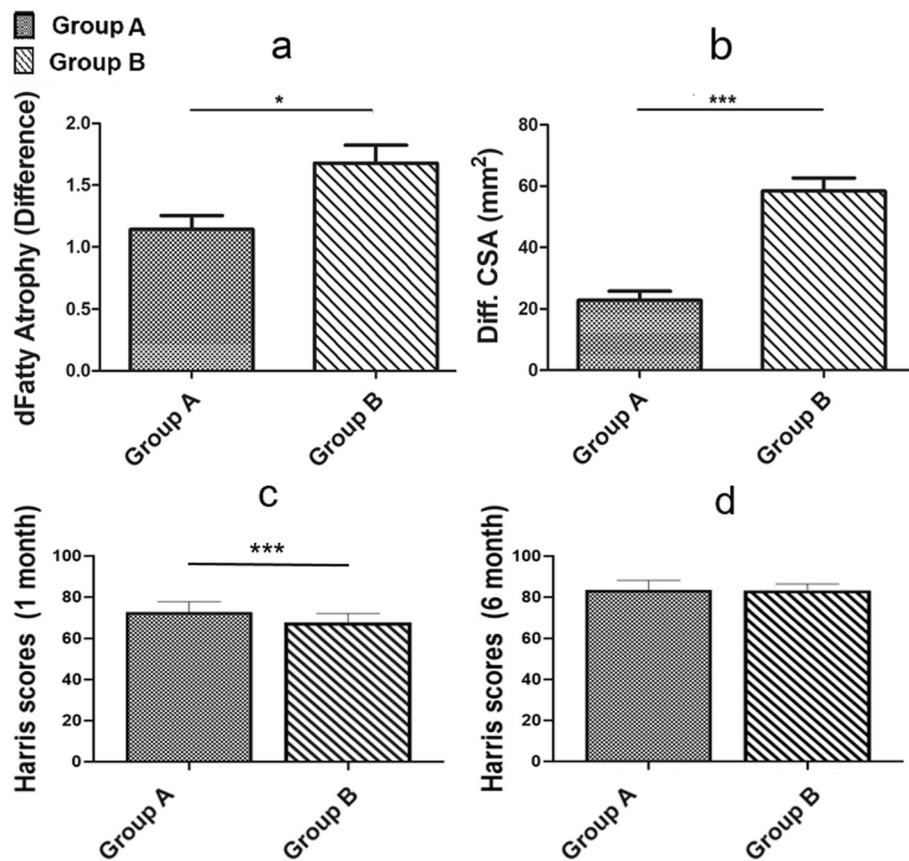 Group A
Group B
a
dFatty Atrophy (Difference)
*
2.0
1.5
1.0
0.5
0.0
Group A
Group B
b
Diff. CSA (mm²)
***
80
60
40
20
0
Group A
Group B
c
Harris scores (1 month)
***
100
80
60
40
20
0
Group A
Group B
d
Harris scores (6 month)
100
80
60
40
20
0
Group A
Group B